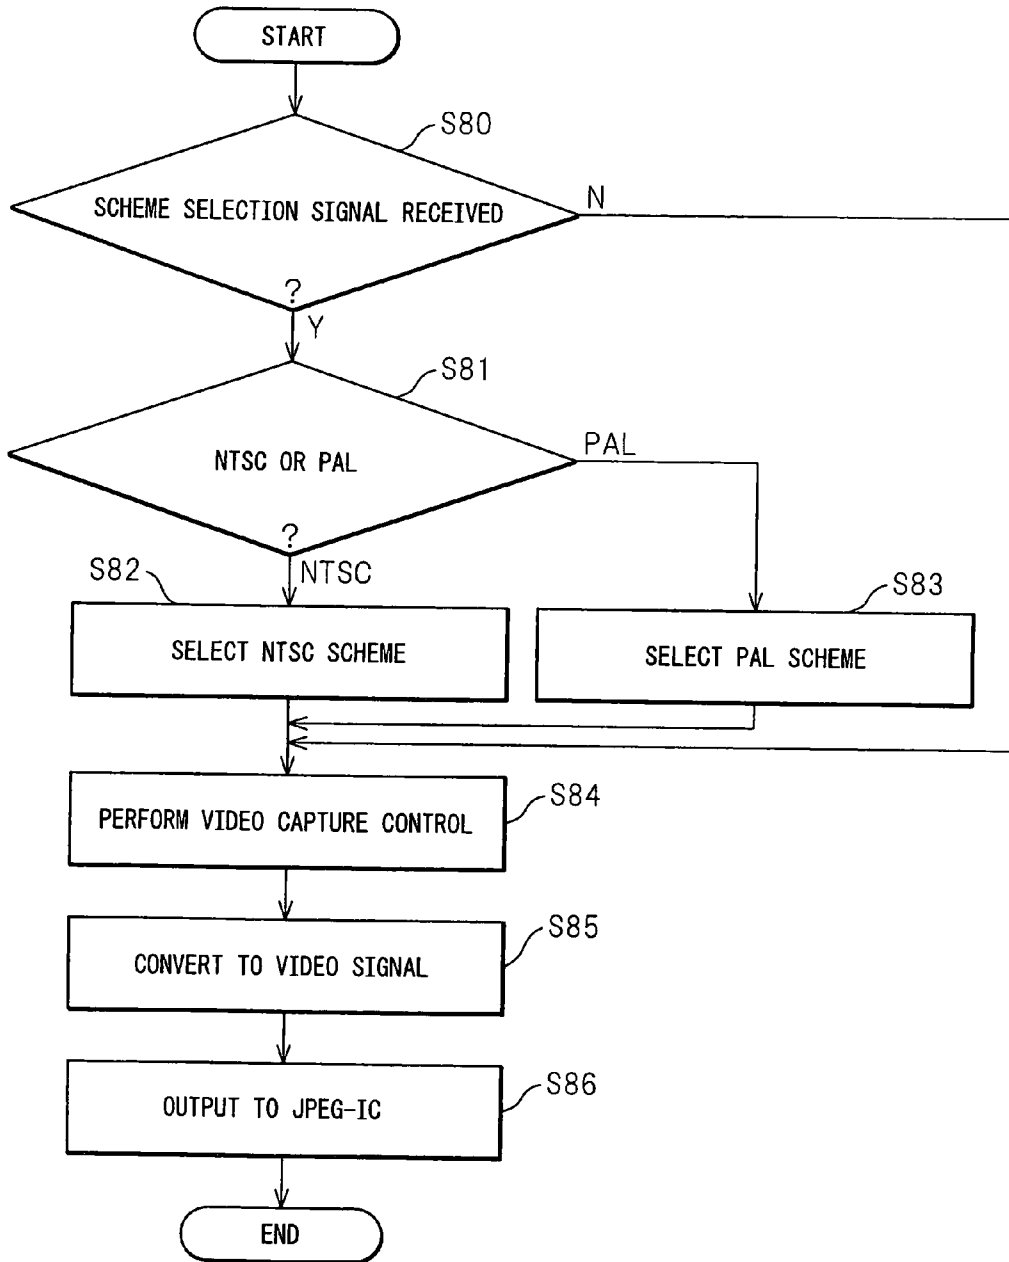 START
S80
SCHEME SELECTION SIGNAL RECEIVED
?
N
Y
S81
NTSC OR PAL
?
PAL
NTSC
S82
SELECT NTSC SCHEME
S83
SELECT PAL SCHEME
S84
PERFORM VIDEO CAPTURE CONTROL
S85
CONVERT TO VIDEO SIGNAL
S86
OUTPUT TO JPEG-IC
END